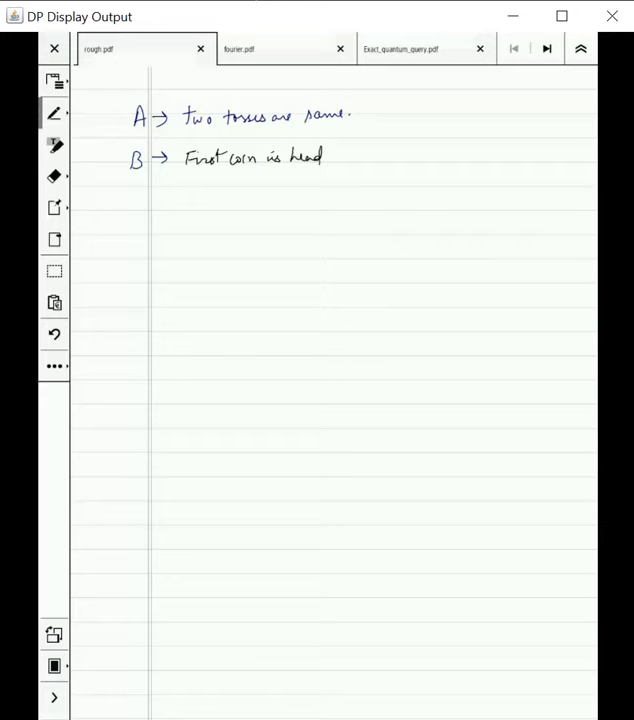 DP Display Output
rough.pdf
fourier.pdf
Exact_quantum_query.pdf
A → two tosses are same.
B → First coin is head